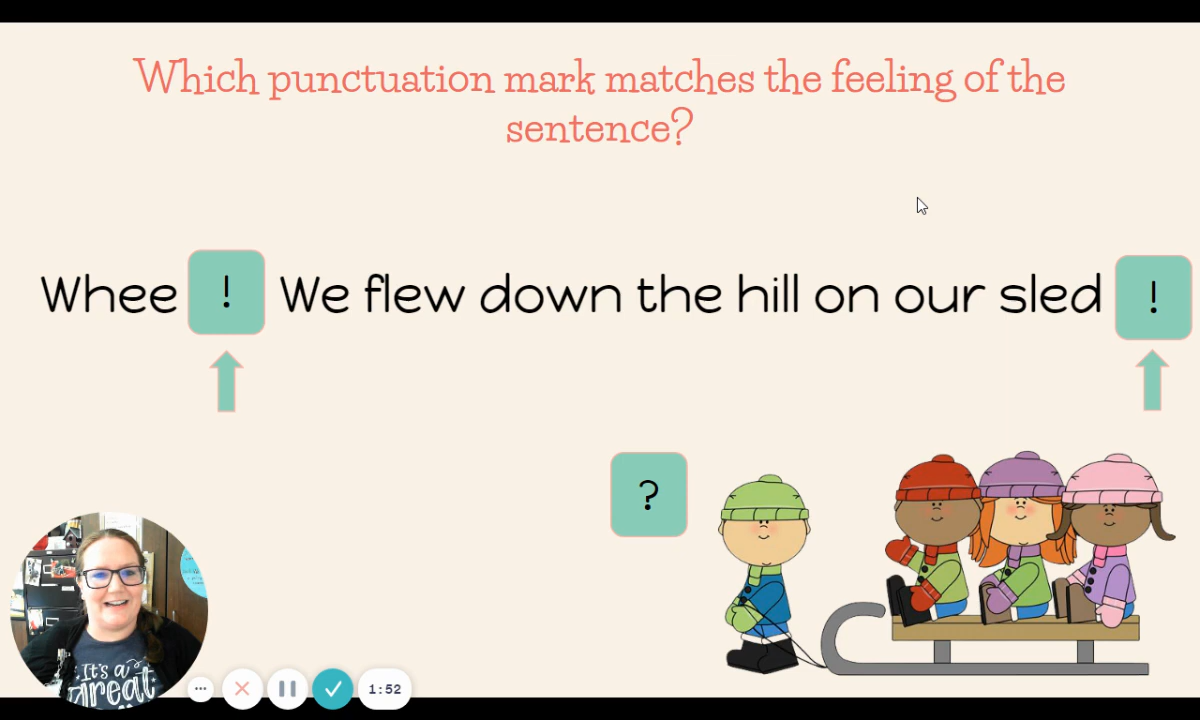 Which punctuation mark matches the feeling of the
sentence?
Whee ! We flew down the hill on our sled !
?
It's a
great
1:52